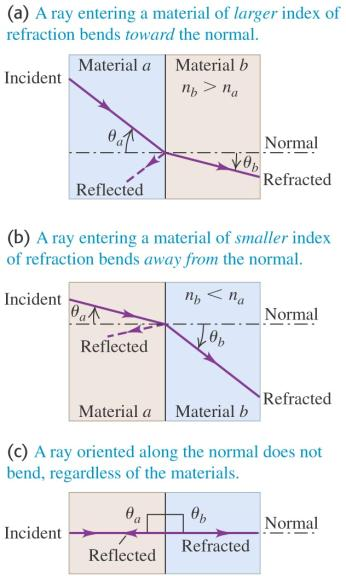 (a) A ray entering a material of larger index of
refraction bends toward the normal.
Material a Material b
Incident
n_b > n_a
θ_a
Normal
θ_b
Refracted
Reflected
(b) A ray entering a material of smaller index
of refraction bends away from the normal.
Incident
n_b < n_a
θ_a
Normal
θ_b
Reflected
Refracted
Material a Material b
(c) A ray oriented along the normal does not
bend, regardless of the materials.
θ_a θ_b
Incident
Normal
Reflected
Refracted